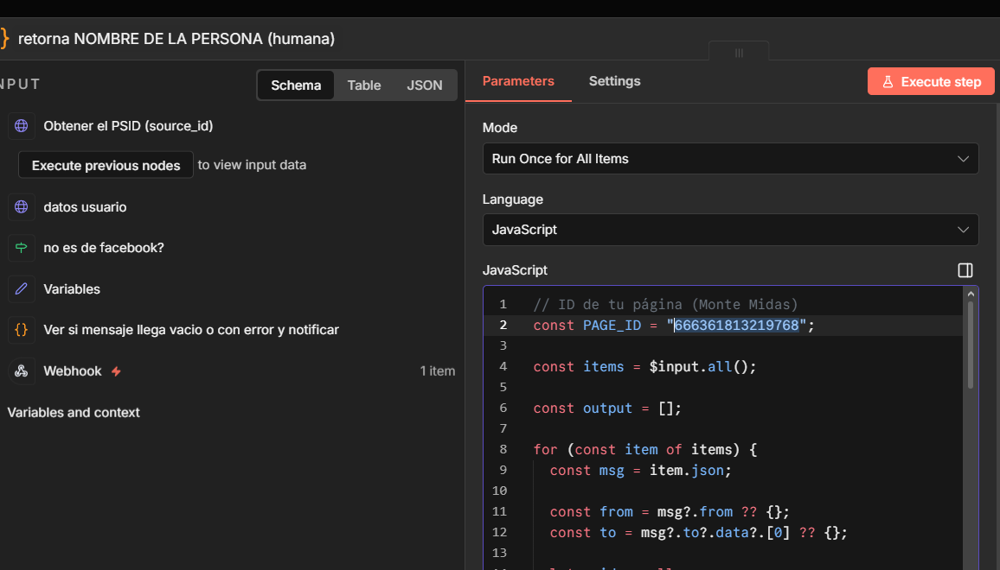 retorna NOMBRE DE LA PERSONA (humana)
NPUT
Schema
Table
JSON
Obtener el PSID (source_id)
Execute previous nodes to view input data
datos usuario
no es de facebook?
Variables
Ver si mensaje llega vacio o con error y notificar
Webhook
1 item
Variables and context
Parameters
Settings
Execute step
Mode
Run Once for All Items
Language
JavaScript
JavaScript
1 // ID de tu página (Monte Midas)
2 const PAGE_ID = "666361813219768";
3
4 const items = $input.all();
5
6 const output = [];
7
8 for (const item of items) {
9 const msg = item.json;
10
11 const from = msg?.from ?? {};
12 const to = msg?.to?.data?.[0] ?? {};
13